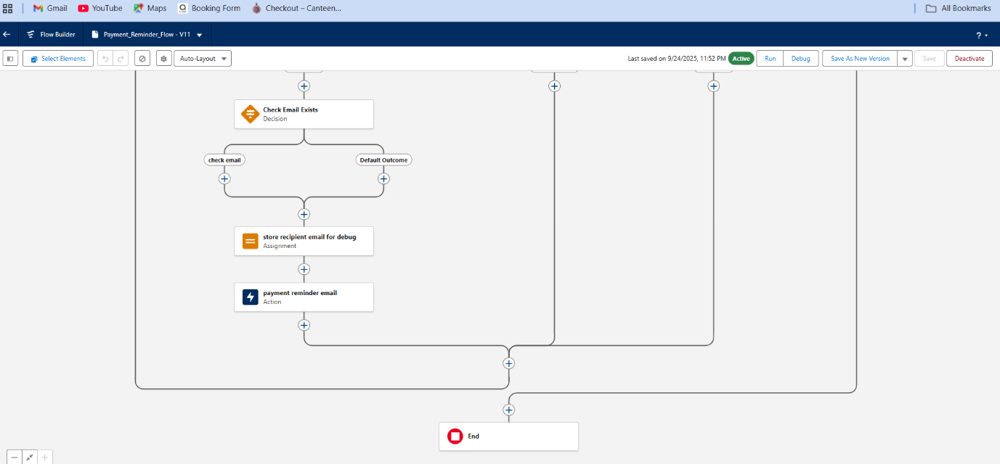 Gmail YouTube Maps Booking Form Checkout – Canteen... All Bookmarks
Flow Builder Payment_Reminder_Flow - V11 ?
Select Elements Auto-Layout Last saved on 9/24/2025, 11:52 PM Active Run Debug Save As New Version Save Deactivate
Check Email Exists
Decision
check email Default Outcome
store recipient email for debug
Assignment
payment reminder email
Action
End